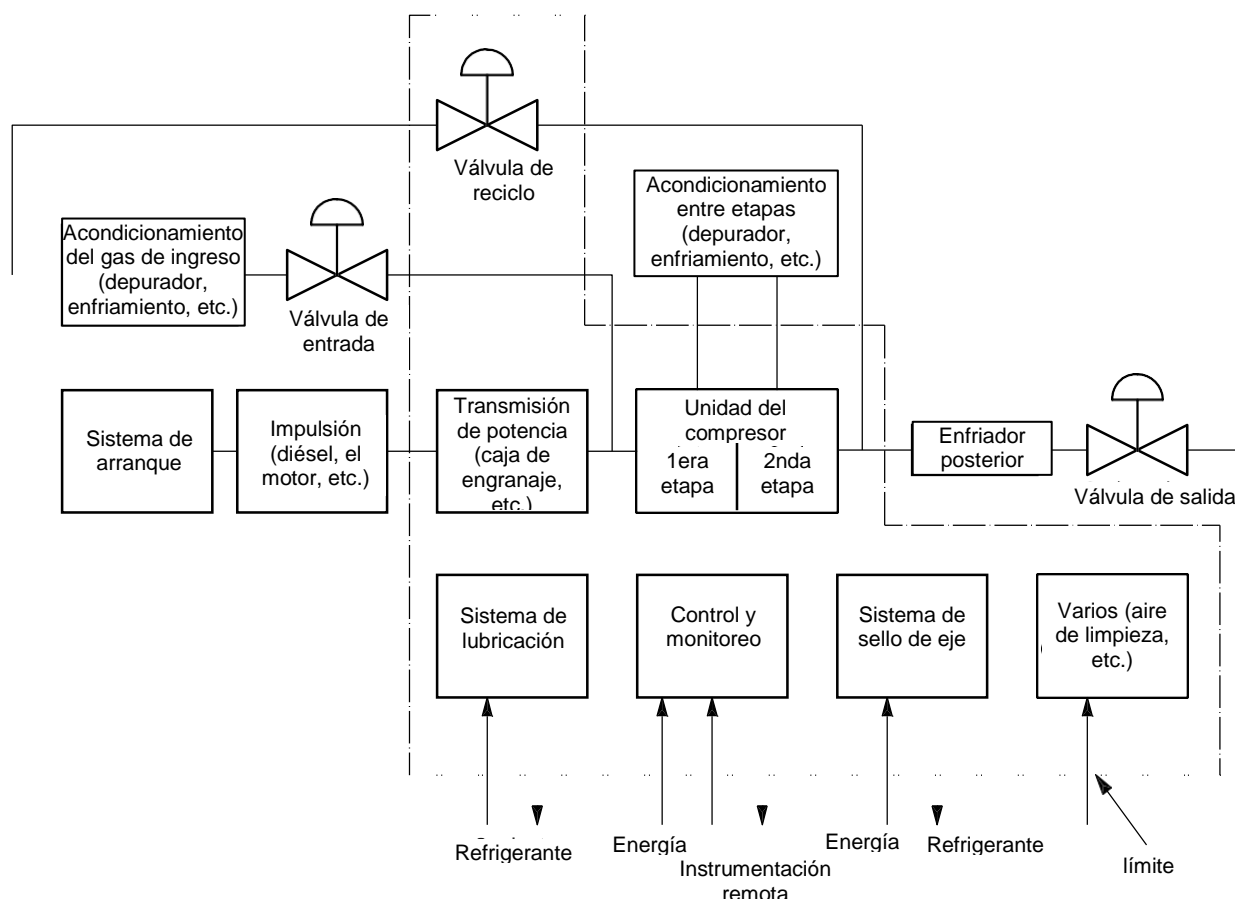 Válvula de
reciclo
Acondicionamiento
entre etapas
(depurador,
enfriamiento, etc.)
Acondicionamiento
del gas de ingreso
(depurador,
enfriamiento, etc.)
Válvula de
entrada
Sistema de
arranque
Impulsión
(diésel, el
motor, etc.)
Transmisión
de potencia
(caja de
engranaje,
etc.)
Unidad del
compresor
1era
etapa
2nda
etapa
Enfriador
posterior
Válvula de salida
Sistema de
lubricación
Control y
monitoreo
Sistema de
sello de eje
Varios (aire
de limpieza,
etc.)
Refrigerante
Energía
Instrumentación
remota
Energía
Refrigerante
límite